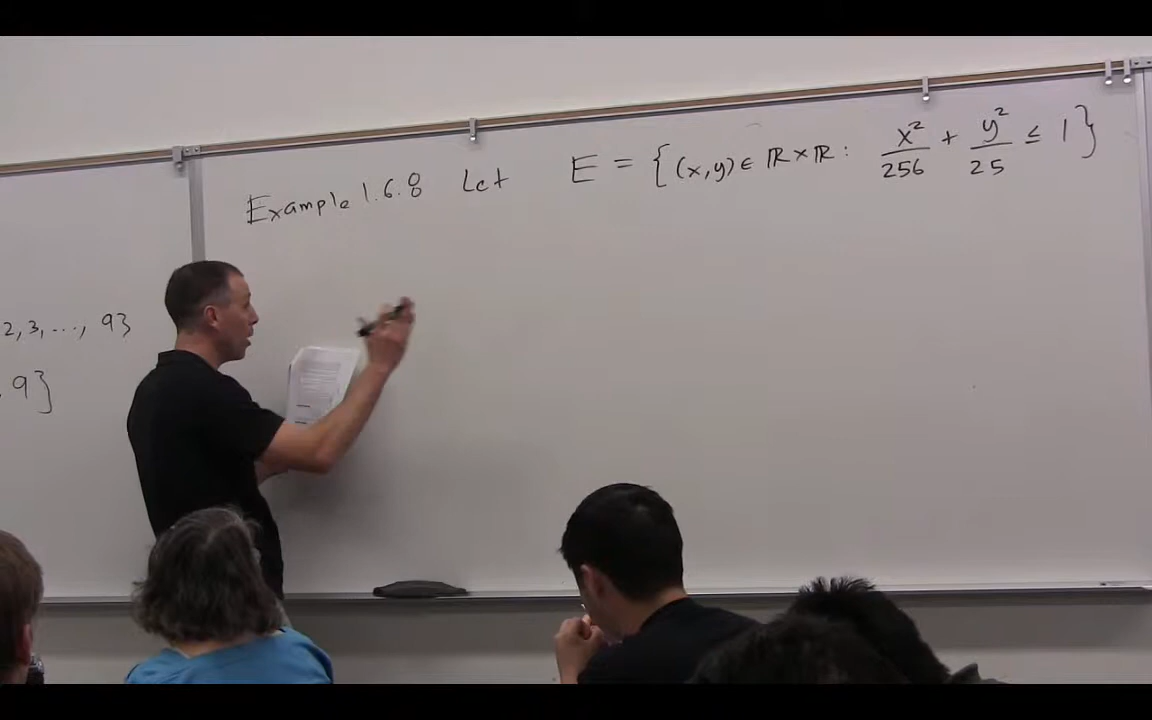 Example 1.6.8 Let E = {(x,y) ∈ ℝ×ℝ: x²/256 + y²/25 ≤ 1}
2, 3, ..., 9}
9}